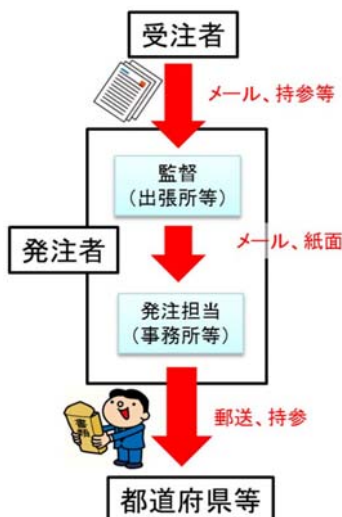 受注者
メール、持参等
監督
（出張所等）
発注者
メール、紙面
発注担当
（事務所等）
書類
郵送、持参
都道府県等